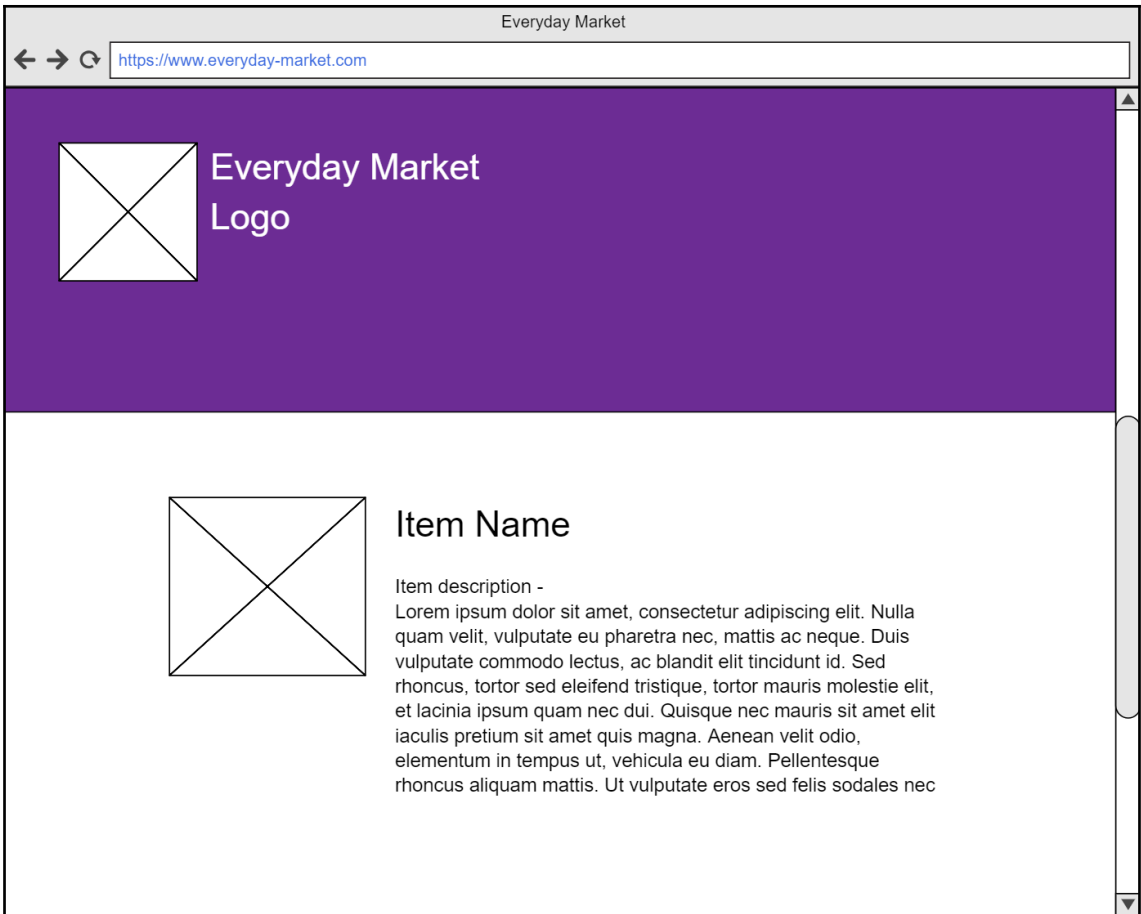 Everyday Market
https://www.everyday-market.com
Everyday Market
Logo
Item Name
Item description -
Lorem ipsum dolor sit amet, consectetur adipiscing elit. Nulla
quam velit, vulputate eu pharetra nec, mattis ac neque. Duis
vulputate commodo lectus, ac blandit elit tincidunt id. Sed
rhoncus, tortor sed eleifend tristique, tortor mauris molestie elit,
et lacinia ipsum quam nec dui. Quisque nec mauris sit amet elit
iaculis pretium sit amet quis magna. Aenean velit odio,
elementum in tempus ut, vehicula eu diam. Pellentesque
rhoncus aliquam mattis. Ut vulputate eros sed felis sodales nec